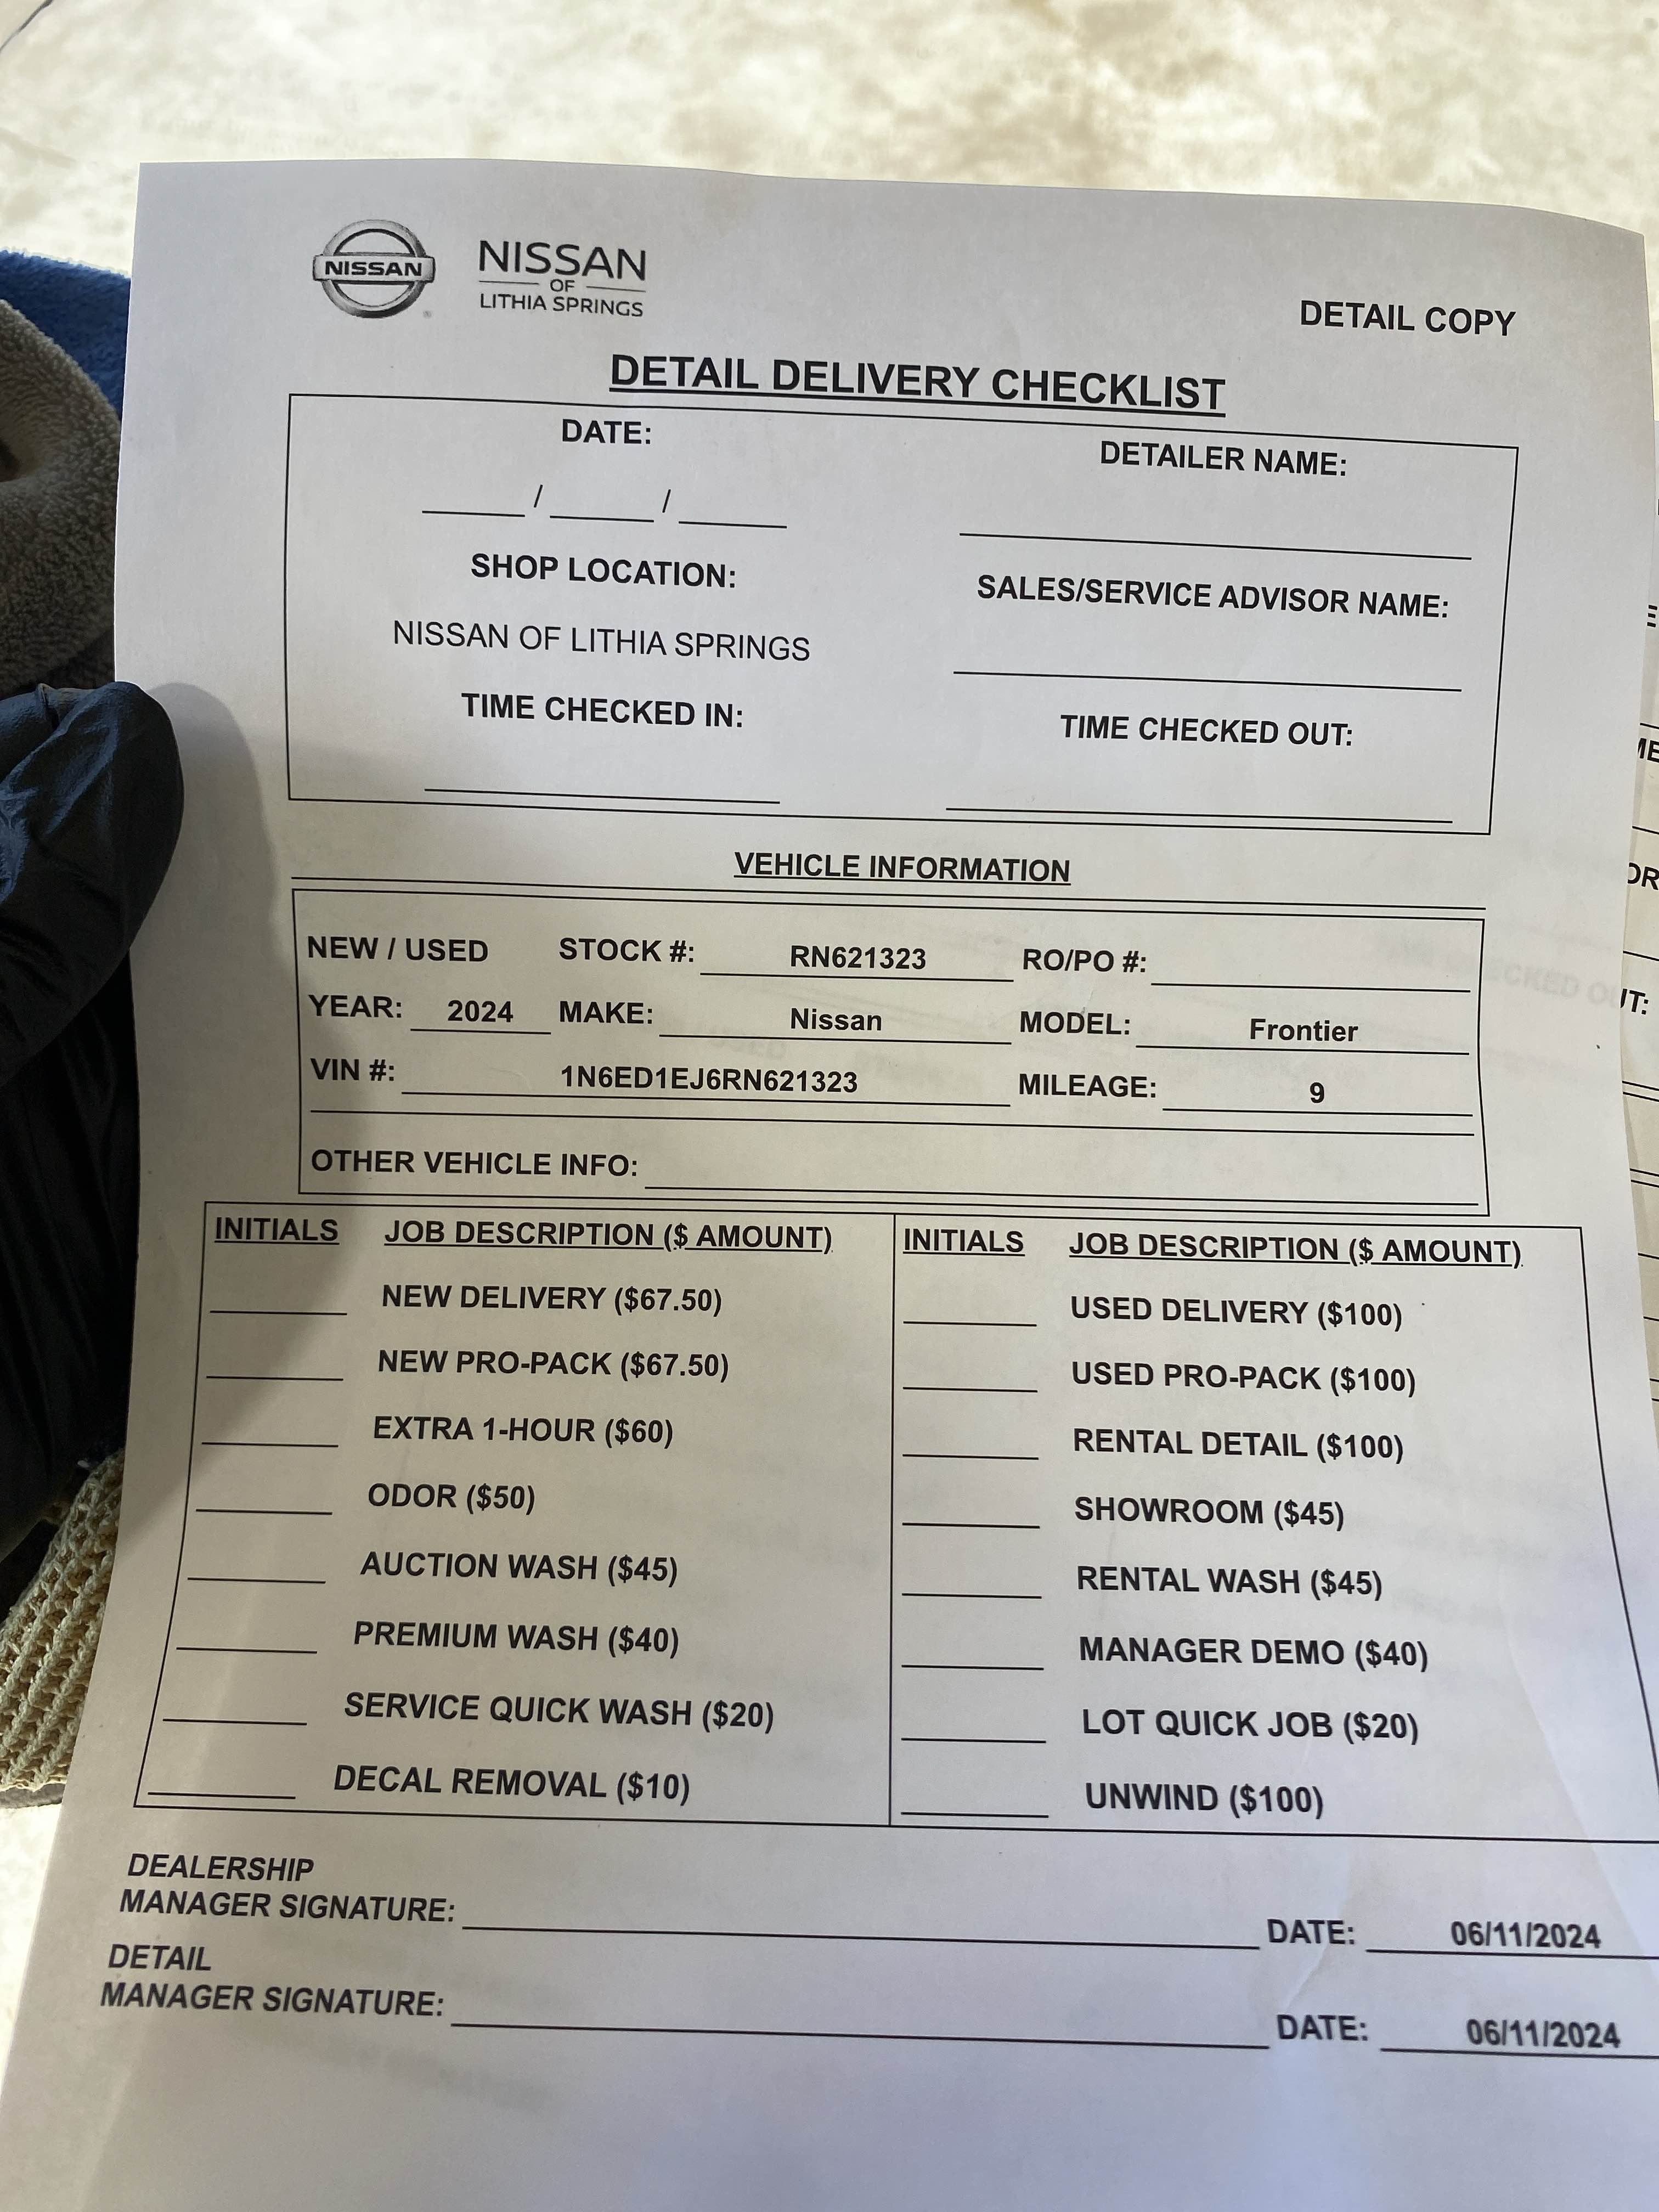 NISSAN
NISSAN
OF
LITHIA SPRINGS
DETAIL COPY
DETAIL DELIVERY CHECKLIST
DATE:
DETAILER NAME:
____ / ____ / ____
SHOP LOCATION:
SALES/SERVICE ADVISOR NAME:
NISSAN OF LITHIA SPRINGS
TIME CHECKED IN:
TIME CHECKED OUT:
VEHICLE INFORMATION
NEW / USED STOCK #: RN621323 RO/PO #:
YEAR: 2024 MAKE: Nissan MODEL: Frontier
VIN #: 1N6ED1EJ6RN621323 MILEAGE: 9
OTHER VEHICLE INFO:
INITIALS JOB DESCRIPTION ($ AMOUNT) INITIALS JOB DESCRIPTION ($ AMOUNT)
NEW DELIVERY ($67.50) USED DELIVERY ($100)
NEW PRO-PACK ($67.50) USED PRO-PACK ($100)
EXTRA 1-HOUR ($60) RENTAL DETAIL ($100)
ODOR ($50) SHOWROOM ($45)
AUCTION WASH ($45) RENTAL WASH ($45)
PREMIUM WASH ($40) MANAGER DEMO ($40)
SERVICE QUICK WASH ($20) LOT QUICK JOB ($20)
DECAL REMOVAL ($10) UNWIND ($100)
DEALERSHIP
MANAGER SIGNATURE: DATE: 06/11/2024
DETAIL
MANAGER SIGNATURE: DATE: 06/11/2024